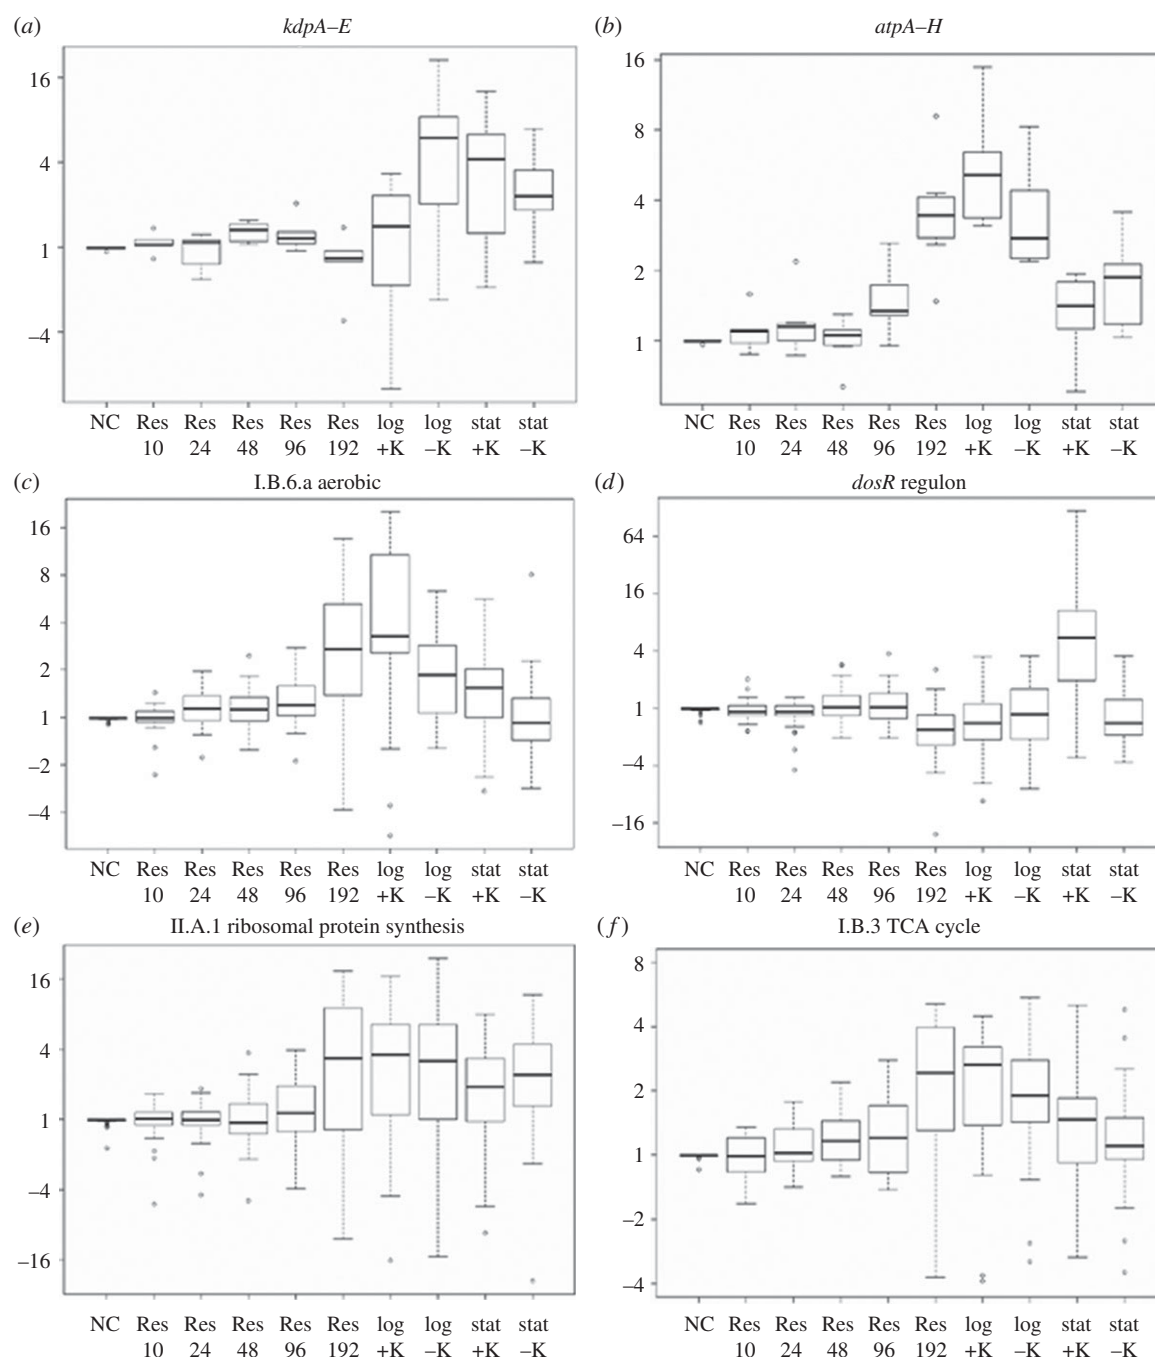 (a) kdpA–E
16
4
1
–4
NC Res Res Res Res Res log log stat stat
10 24 48 96 192 +K –K +K –K
(b) atpA–H
16
8
4
2
1
NC Res Res Res Res Res log log stat stat
10 24 48 96 192 +K –K +K –K
(c) I.B.6.a aerobic
16
8
4
2
1
–2
–4
NC Res Res Res Res Res log log stat stat
10 24 48 96 192 +K –K +K –K
(d) dosR regulon
64
16
4
1
–4
–16
NC Res Res Res Res Res log log stat stat
10 24 48 96 192 +K –K +K –K
(e) II.A.1 ribosomal protein synthesis
16
4
1
–4
–16
NC Res Res Res Res Res log log stat stat
10 24 48 96 192 +K –K +K –K
(f) I.B.3 TCA cycle
8
4
2
1
–2
–4
NC Res Res Res Res Res log log stat stat
10 24 48 96 192 +K –K +K –K